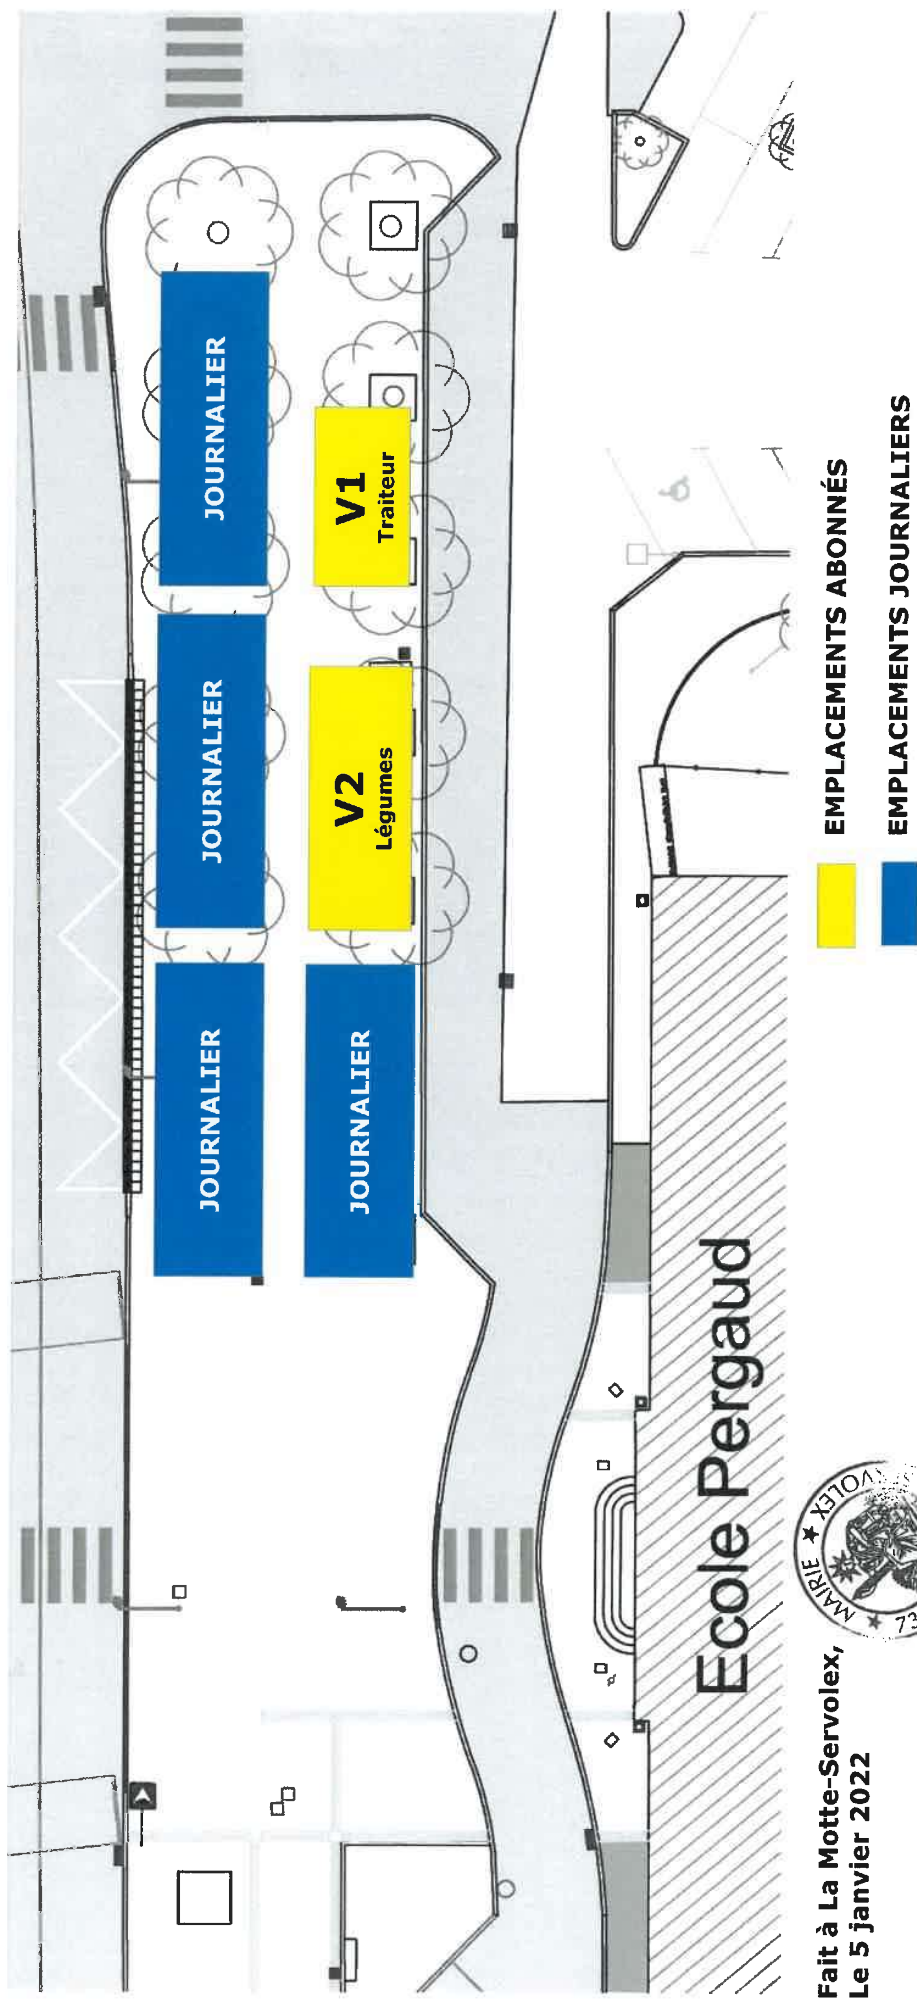 JOURNALIER
JOURNALIER
JOURNALIER
JOURNALIER
V2
Légumes
V1
Traiteur
Ecole Pergaud
EMPLACEMENTS ABONNÉS
EMPLACEMENTS JOURNALIERS
Fait à La Motte-Servolex,
Le 5 janvier 2022
★ MAIRIE ★
73